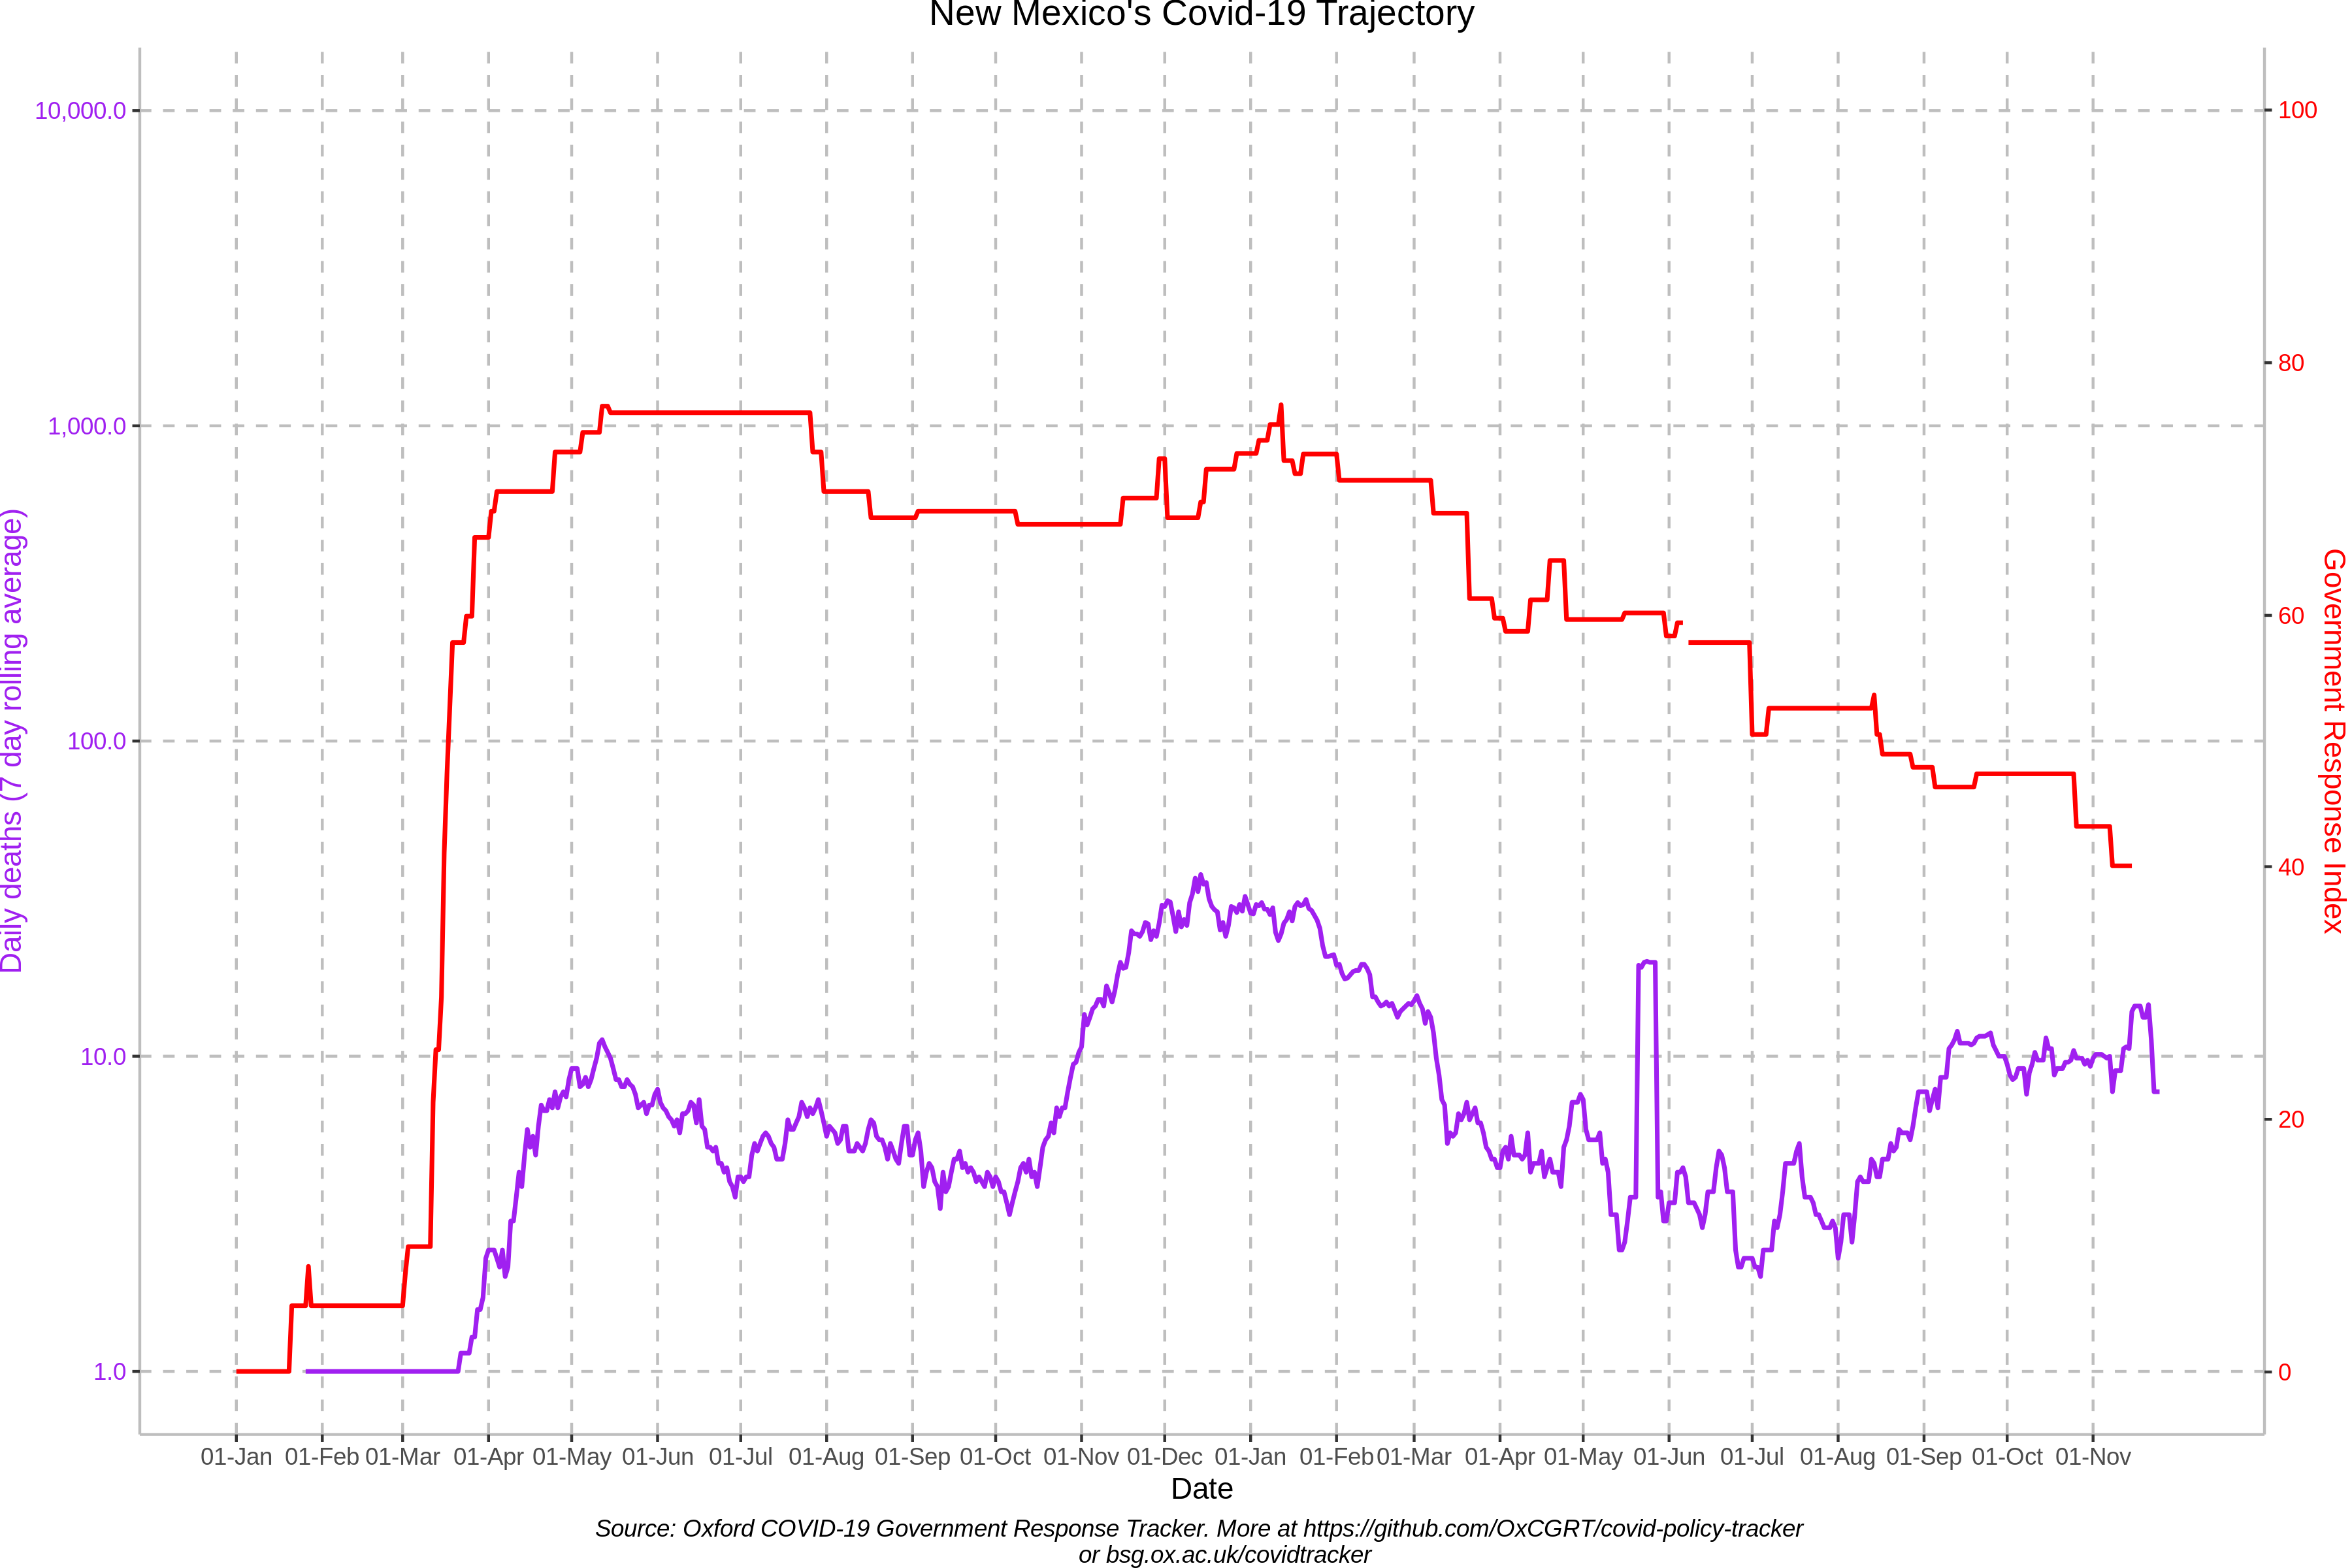 New Mexico's Covid-19 Trajectory
10,000.0
1,000.0
100.0
10.0
1.0
Daily deaths (7 day rolling average)
100
80
60
40
20
0
Government Response Index
01-Jan 01-Feb 01-Mar 01-Apr 01-May 01-Jun 01-Jul 01-Aug 01-Sep 01-Oct 01-Nov 01-Dec 01-Jan 01-Feb 01-Mar 01-Apr 01-May 01-Jun 01-Jul 01-Aug 01-Sep 01-Oct 01-Nov
Date
Source: Oxford COVID-19 Government Response Tracker. More at https://github.com/OxCGRT/covid-policy-tracker
or bsg.ox.ac.uk/covidtracker